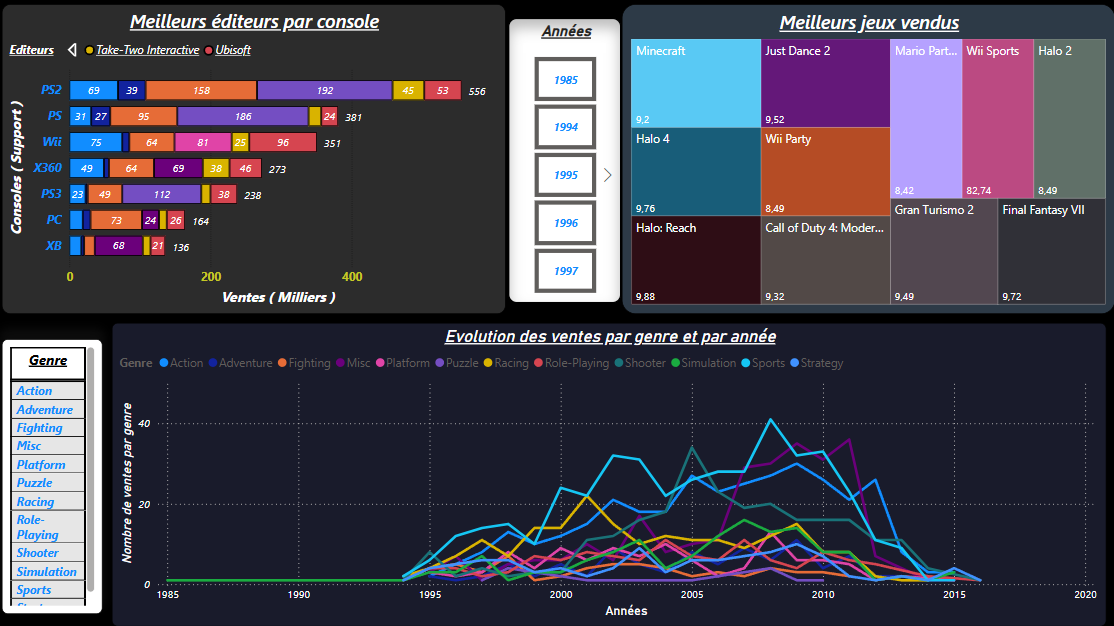 Meilleurs éditeurs par console
Editeurs Take-Two Interactive Ubisoft
Consoles ( Support )
PS2 69 39 158 192 45 53 556
PS 31 27 95 186 24 381
Wii 75 64 81 25 96 351
X360 49 64 69 38 46 273
PS3 23 49 112 38 238
PC 73 24 26 164
XB 68 21 136
0 200 400
Ventes ( Milliers )
Années
1985
1994
1995
1996
1997
Meilleurs jeux vendus
Minecraft
9,2
Halo 4
9,76
Halo: Reach
9,88
Just Dance 2
9,52
Wii Party
8,49
Call of Duty 4: Moder...
9,32
Mario Part...
8,42
Wii Sports
82,74
Halo 2
8,49
Gran Turismo 2
9,49
Final Fantasy VII
9,72
Genre
Action
Adventure
Fighting
Misc
Platform
Puzzle
Racing
Role-
Playing
Shooter
Simulation
Sports
Evolution des ventes par genre et par année
Genre Action Adventure Fighting Misc Platform Puzzle Racing Role-Playing Shooter Simulation Sports Strategy
Nombre de ventes par genre
40
20
0
1985 1990 1995 2000 2005 2010 2015 2020
Années